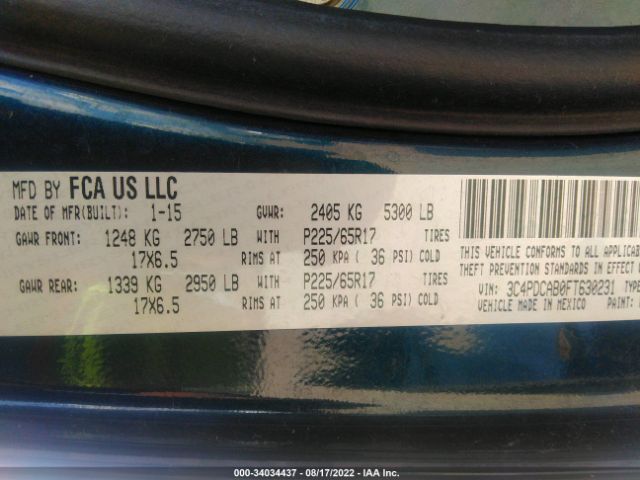 MFD BY FCA US LLC
DATE OF MFR(BUILT): 1-15 GVWR: 2405 KG 5300 LB
GAWR FRONT: 1248 KG 2750 LB WITH P225/65R17 TIRES
17X6.5 RIMS AT 250 KPA ( 36 PSI) COLD
GAWR REAR: 1339 KG 2950 LB WITH P225/65R17 TIRES
17X6.5 RIMS AT 250 KPA ( 36 PSI) COLD
THIS VEHICLE CONFORMS TO ALL APPLICABL
THEFT PREVENTION STANDARDS IN EFFECT
VIN: 3C4PDCAB0FT630231 TYPE
VEHICLE MADE IN MEXICO PAINT:
000-34034437 - 08/17/2022 - IAA Inc.